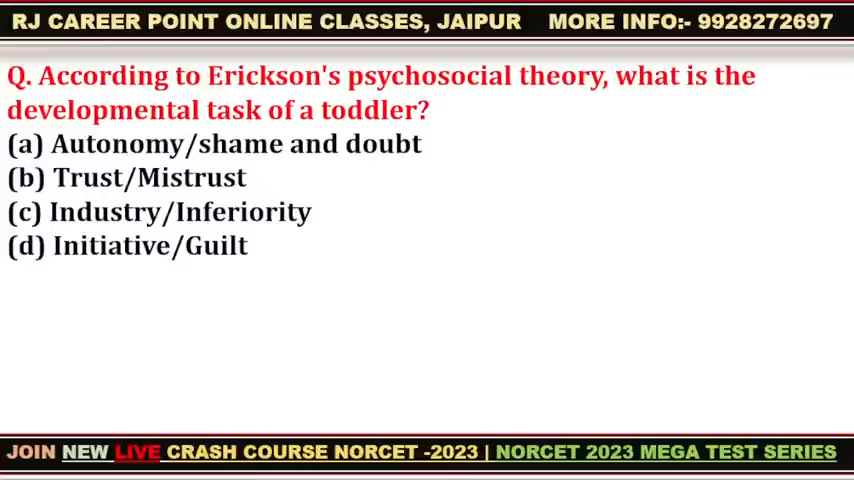 RJ CAREER POINT ONLINE CLASSES, JAIPUR MORE INFO:- 9928272697
Q. According to Erickson's psychosocial theory, what is the
developmental task of a toddler?
(a) Autonomy/shame and doubt
(b) Trust/Mistrust
(c) Industry/Inferiority
(d) Initiative/Guilt
JOIN NEW LIVE CRASH COURSE NORCET -2023 | NORCET 2023 MEGA TEST SERIES